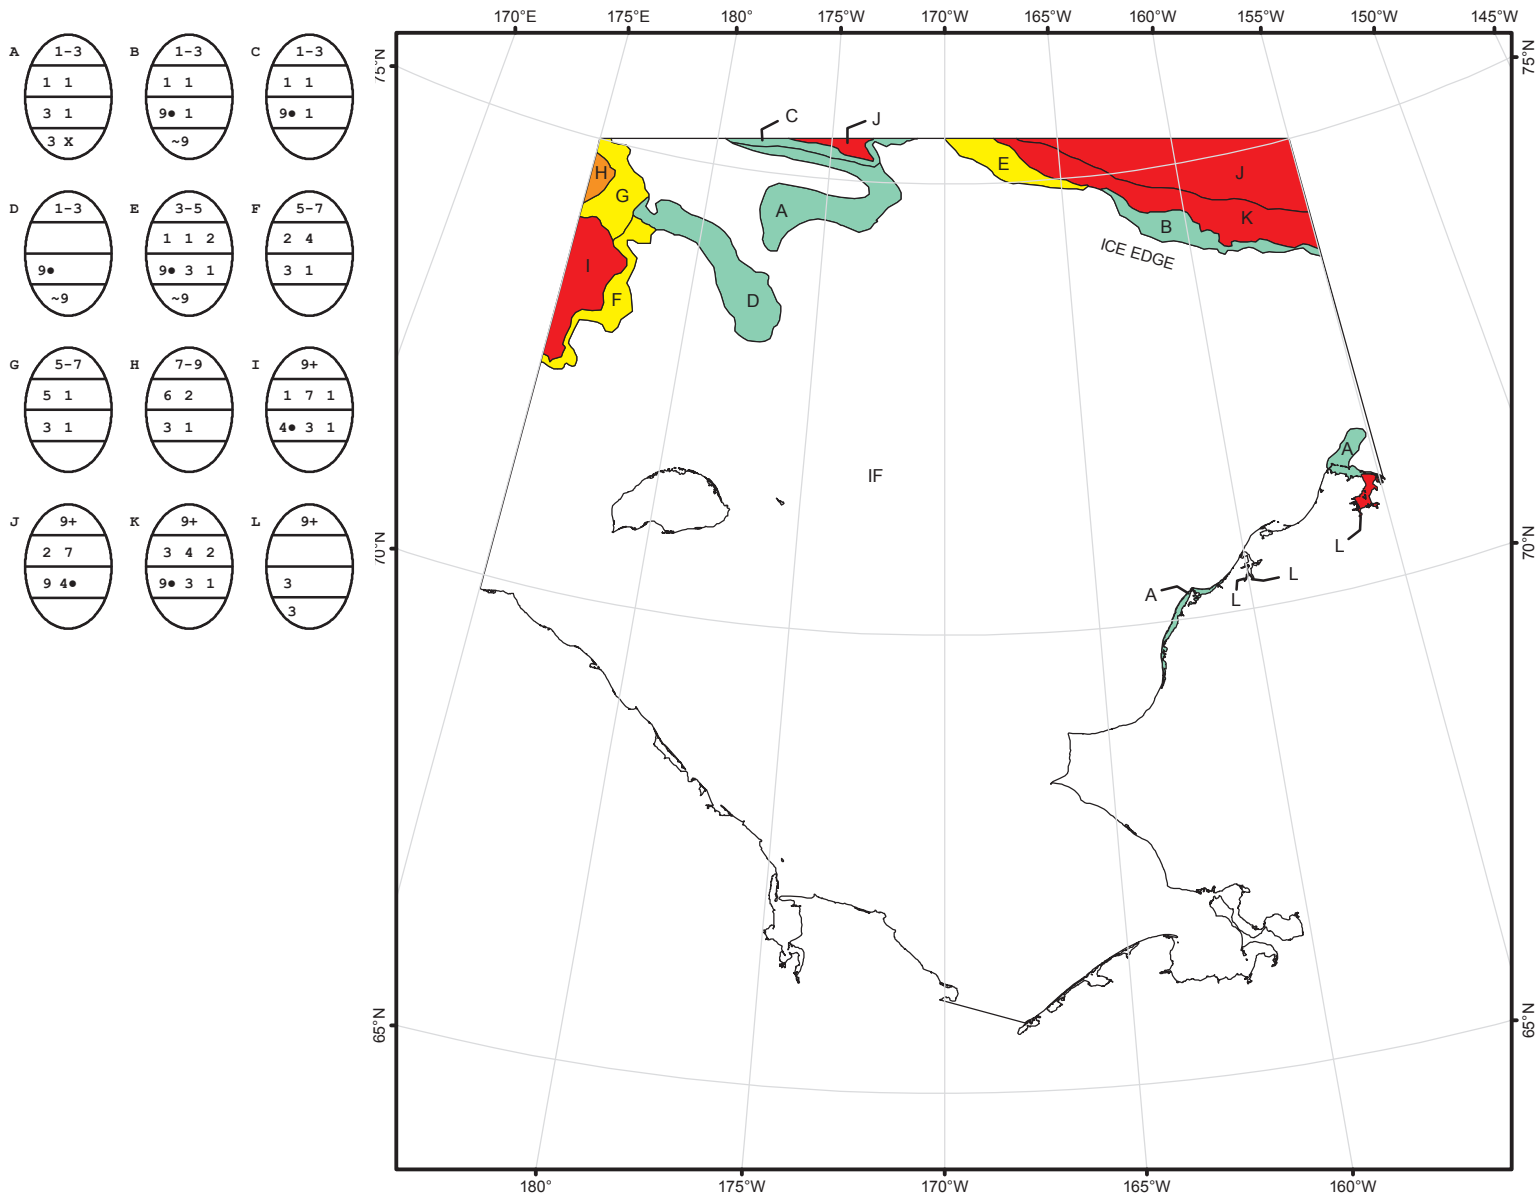 170°E 175°E 180° 175°W 170°W 165°W 160°W 155°W 150°W 145°W
A 1-3
1 1
3 1
3 X
B 1-3
1 1
9● 1
~9
C 1-3
1 1
9● 1
D 1-3
9●
~9
E 3-5
1 1 2
9● 3 1
~9
F 5-7
2 4
3 1
G 5-7
5 1
3 1
H 7-9
6 2
3 1
I 9+
1 7 1
4● 3 1
J 9+
2 7
9 4●
K 9+
3 4 2
9● 3 1
L 9+
3
3
75°N
75°N
C
J
E
H
J
G
A
K
B
ICE EDGE
I
F
D
A
IF
L
70°N
70°N
L
A
L
65°N
65°N
180° 175°W 170°W 165°W 160°W